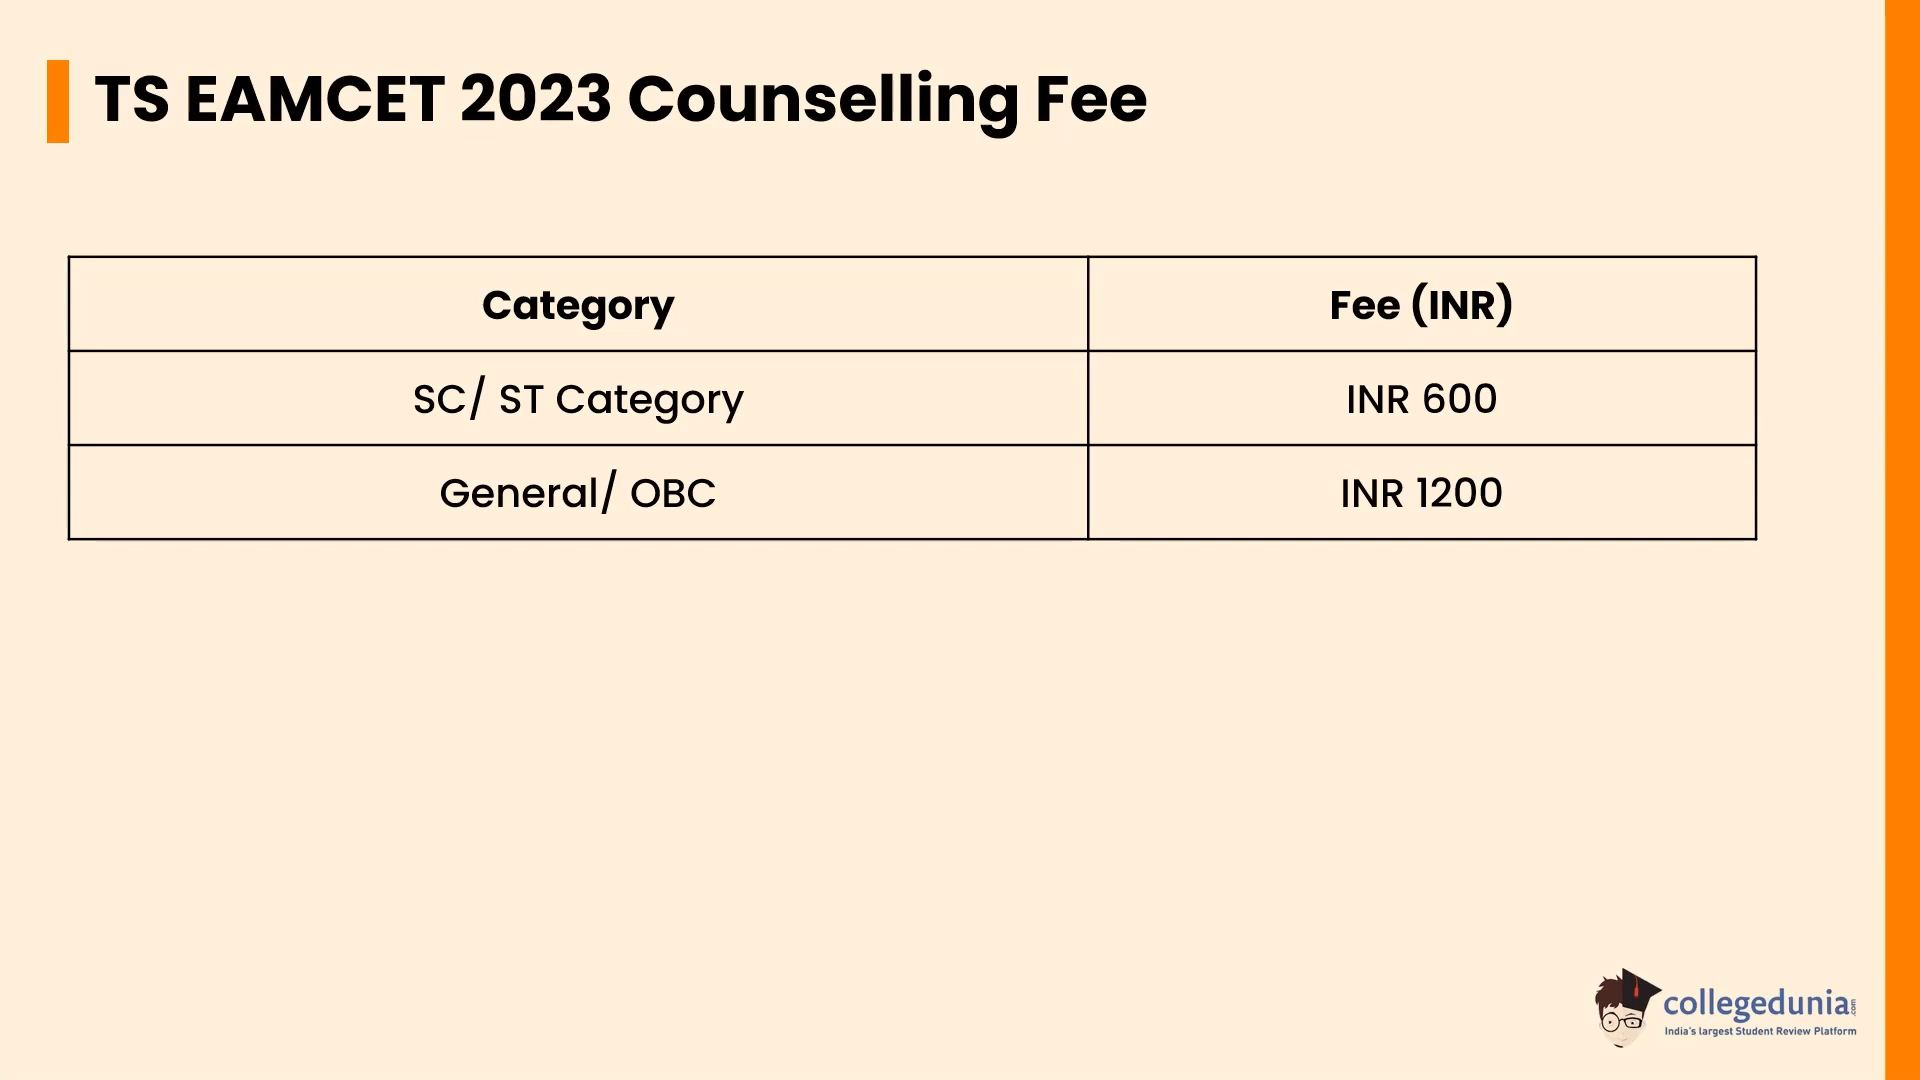 TS EAMCET 2023 Counselling Fee
Category Fee (INR)
SC/ ST Category INR 600
General/ OBC INR 1200
collegedunia.com
India's largest Student Review Platform